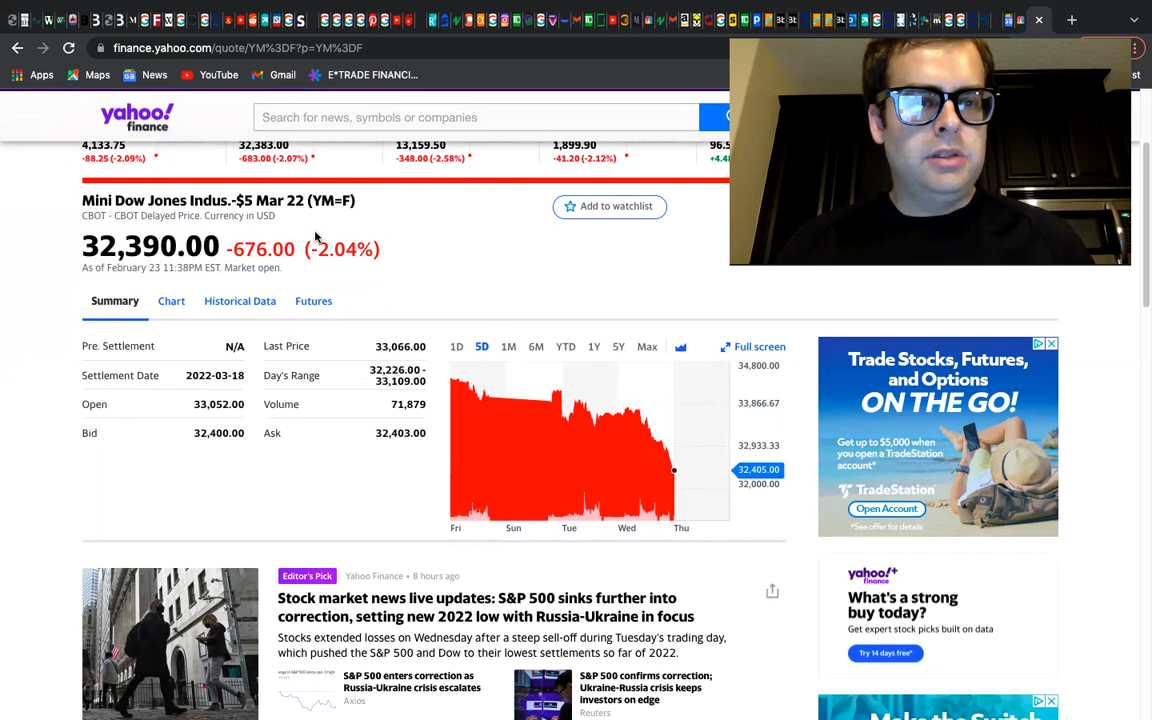 finance.yahoo.com/quote/YM%3DF?p=YM%3DF
Apps Maps News YouTube Gmail E*TRADE FINANCI... st
yahoo!
finance
Search for news, symbols or companies
4,133.75 32,383.00 13,159.50 1,899.90 96.5
-88.25 (-2.09%) -683.00 (-2.07%) -348.00 (-2.58%) -41.20 (-2.12%) +4.4
Mini Dow Jones Indus.-$5 Mar 22 (YM=F)
CBOT - CBOT Delayed Price. Currency in USD
Add to watchlist
32,390.00 -676.00 (-2.04%)
As of February 23 11:38PM EST. Market open.
Summary Chart Historical Data Futures
Pre. Settlement N/A
Settlement Date 2022-03-18
Open 33,052.00
Bid 32,400.00
Last Price 33,066.00
Day's Range 32,226.00 -
33,109.00
Volume 71,879
Ask 32,403.00
1D 5D 1M 6M YTD 1Y 5Y Max Full screen
34,800.00
33,866.67
32,933.33
32,405.00
32,000.00
Fri Sun Tue Wed Thu
Trade Stocks, Futures,
and Options
ON THE GO!
Get up to $5,000 when
you open a TradeStation
account*
TradeStation
Open Account
*See offer for details
yahoo!+
finance
What's a strong
buy today?
Get expert stock picks built on data
Try 14 days free*
Editor's Pick Yahoo Finance • 8 hours ago
Stock market news live updates: S&P 500 sinks further into
correction, setting new 2022 low with Russia-Ukraine in focus
Stocks extended losses on Wednesday after a steep sell-off during Tuesday's trading day,
which pushed the S&P 500 and Dow to their lowest settlements so far of 2022.
S&P 500 enters correction as
Russia-Ukraine crisis escalates
Axios
S&P 500 confirms correction;
Ukraine-Russia crisis keeps
investors on edge
Reuters
Make the Switch